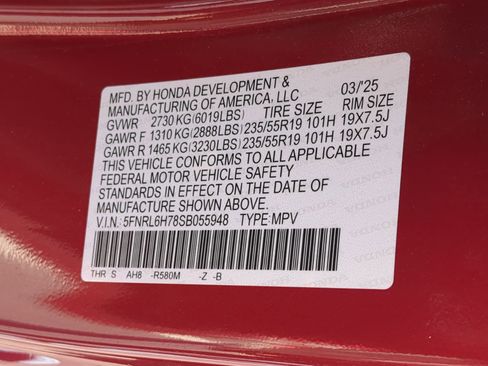 MFD. BY HONDA DEVELOPMENT & 03/'25
MANUFACTURING OF AMERICA, LLC
GVWR 2730 KG (6019LBS) TIRE SIZE RIM SIZE
GAWR F 1310 KG (2888LBS) 235/55R19 101H 19X7.5J
GAWR R 1465 KG (3230LBS) 235/55R19 101H 19X7.5J
THIS VEHICLE CONFORMS TO ALL APPLICABLE
FEDERAL MOTOR VEHICLE SAFETY
STANDARDS IN EFFECT ON THE DATE OF
MANUFACTURE SHOWN ABOVE.
V.I.N.: 5FNRL6H78SB055948 TYPE: MPV
THR S AH8 -R580M -Z -B